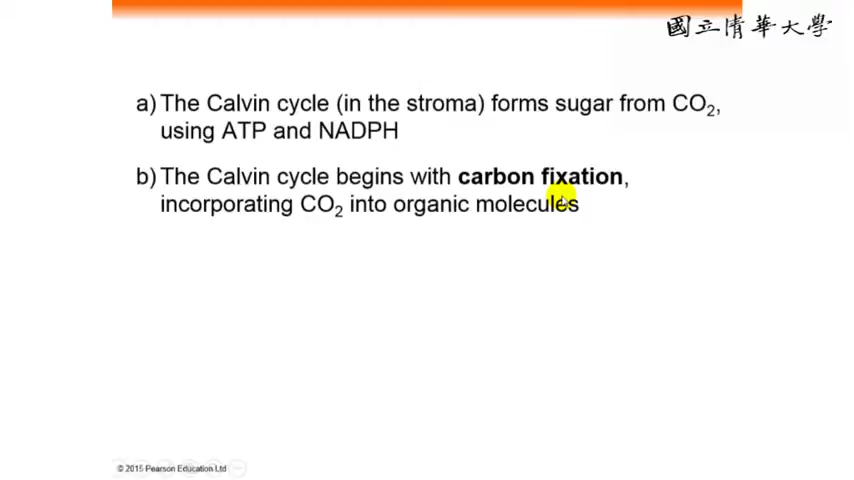 國立清華大學
a) The Calvin cycle (in the stroma) forms sugar from CO₂,
using ATP and NADPH
b) The Calvin cycle begins with carbon fixation,
incorporating CO₂ into organic molecules
© 2015 Pearson Education Ltd